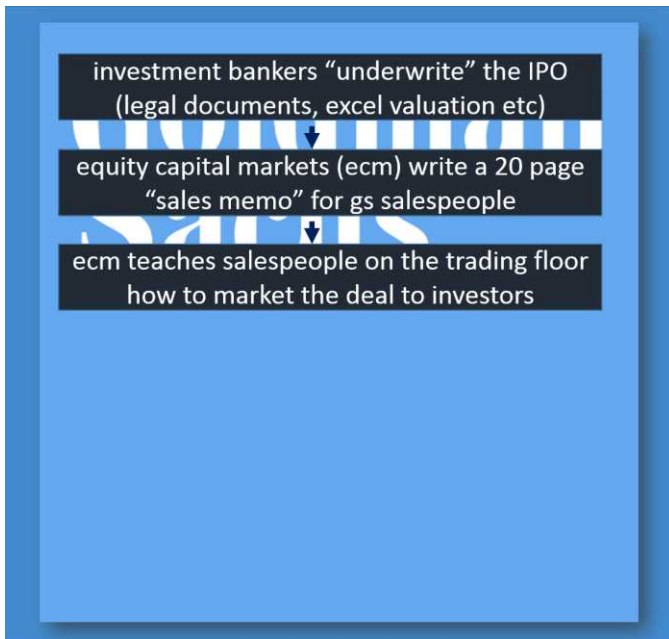 investment bankers “underwrite” the IPO
(legal documents, excel valuation etc)
equity capital markets (ecm) write a 20 page
“sales memo” for gs salespeople
ecm teaches salespeople on the trading floor
how to market the deal to investors